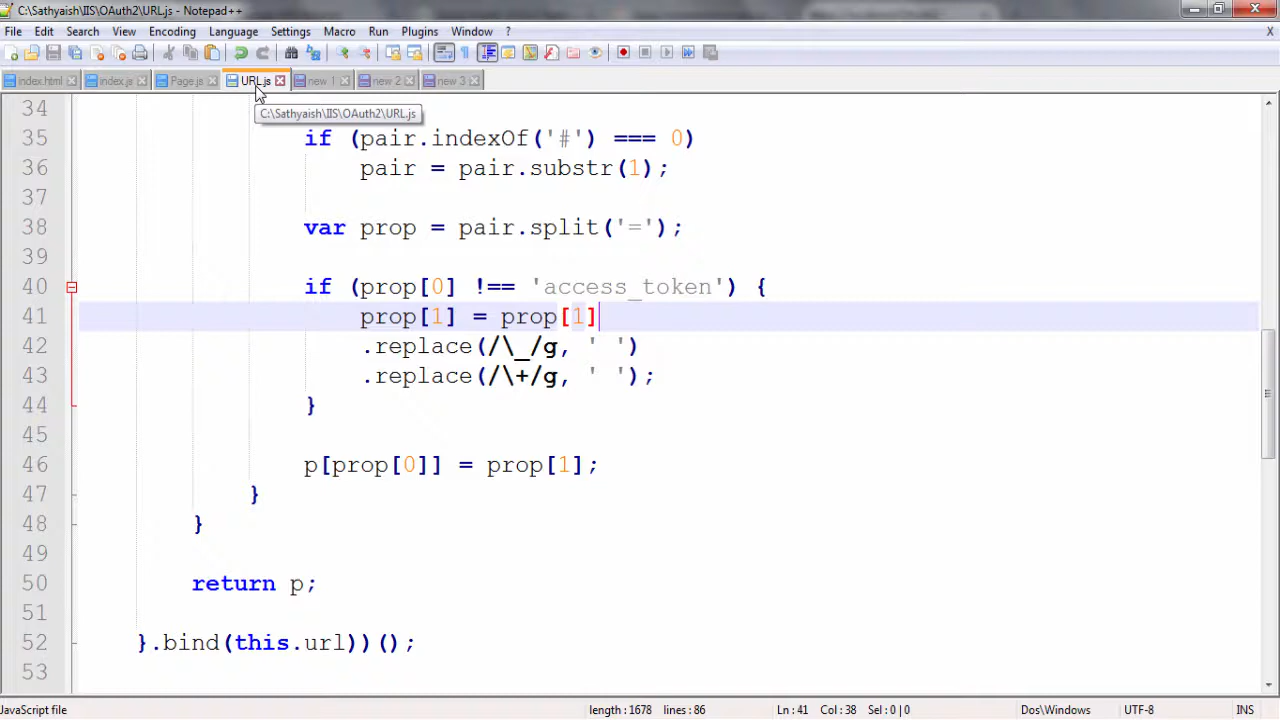 C:\Sathyaish\IIS\OAuth2\URL.js - Notepad++
File Edit Search View Encoding Language Settings Macro Run Plugins Window ? X
index.html index.js Page.js URL.js new 1 new 2 new 3
C:\Sathyaish\IIS\OAuth2\URL.js
34
35 if (pair.indexOf('#') === 0)
36 pair = pair.substr(1);
37
38 var prop = pair.split('=');
39
40 if (prop[0] !== 'access_token') {
41 prop[1] = prop[1]
42 .replace(/\_/g, ' ')
43 .replace(/\+/g, ' ');
44 }
45
46 p[prop[0]] = prop[1];
47 }
48 }
49
50 return p;
51
52 }.bind(this.url))();
53
JavaScript file length : 1678 lines : 86 Ln : 41 Col : 38 Sel : 0 | 0 Dos\Windows UTF-8 INS